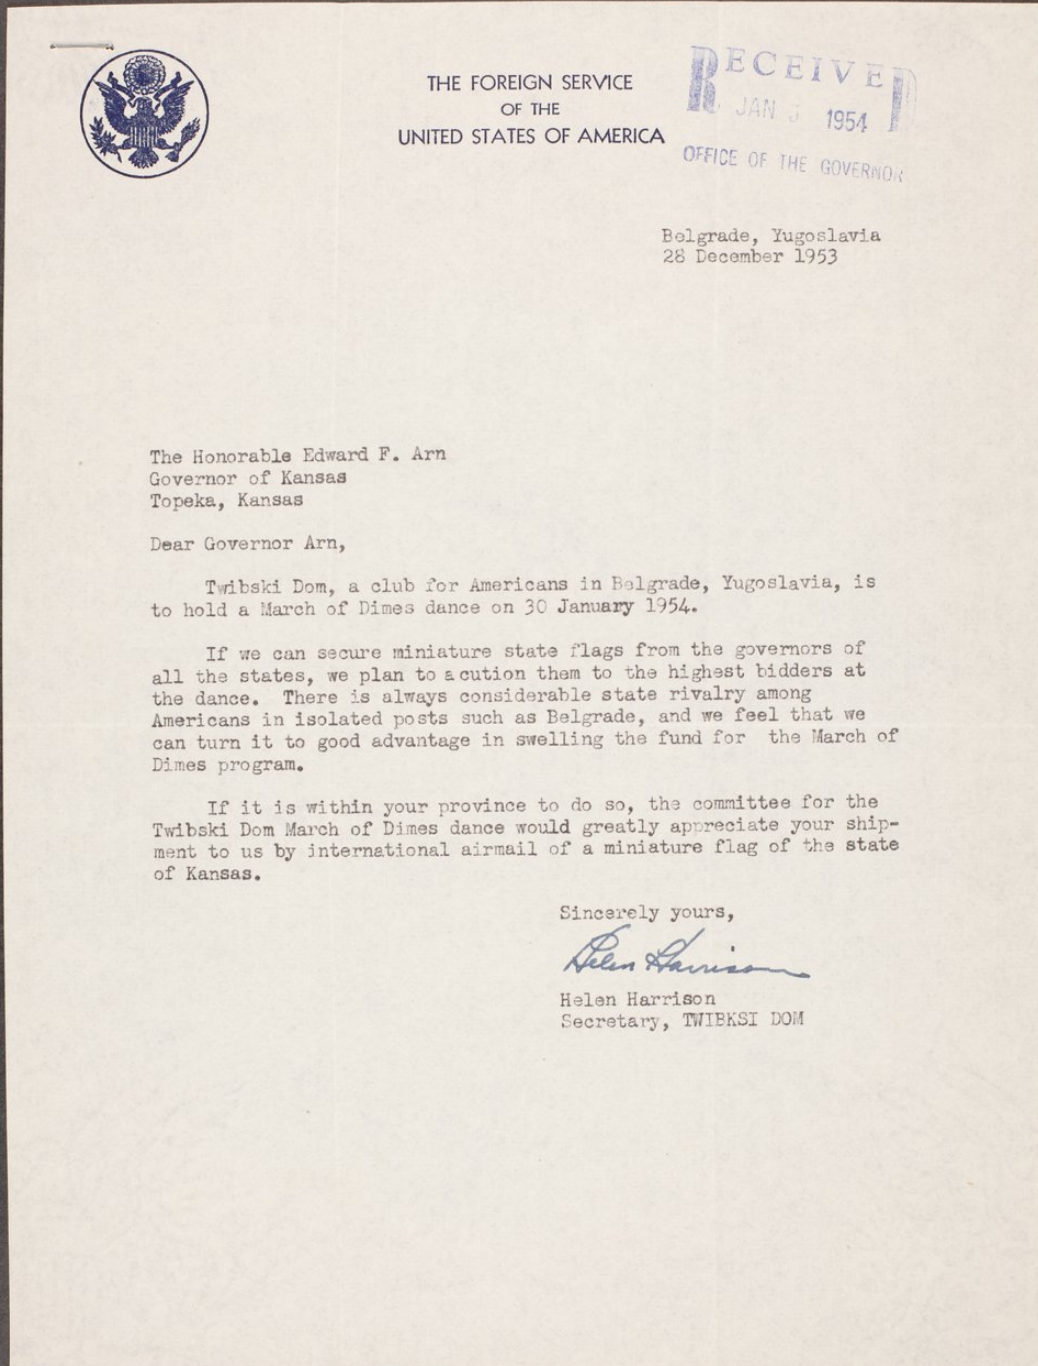 THE FOREIGN SERVICE
OF THE
UNITED STATES OF AMERICA
RECEIVED
JAN 1954
OFFICE OF THE GOVERNOR
Belgrade, Yugoslavia
28 December 1953
The Honorable Edward F. Arn
Governor of Kansas
Topeka, Kansas
Dear Governor Arn,
Twibski Dom, a club for Americans in Belgrade, Yugoslavia, is
to hold a March of Dimes dance on 30 January 1954.
If we can secure miniature state flags from the governors of
all the states, we plan to acution them to the highest bidders at
the dance. There is always considerable state rivalry among
Americans in isolated posts such as Belgrade, and we feel that we
can turn it to good advantage in swelling the fund for the March of
Dimes program.
If it is within your province to do so, the committee for the
Twibski Dom March of Dimes dance would greatly appreciate your ship-
ment to us by international airmail of a miniature flag of the state
of Kansas.
Sincerely yours,
Helen Harrison
Helen Harrison
Secretary, TWIBKSI DOM